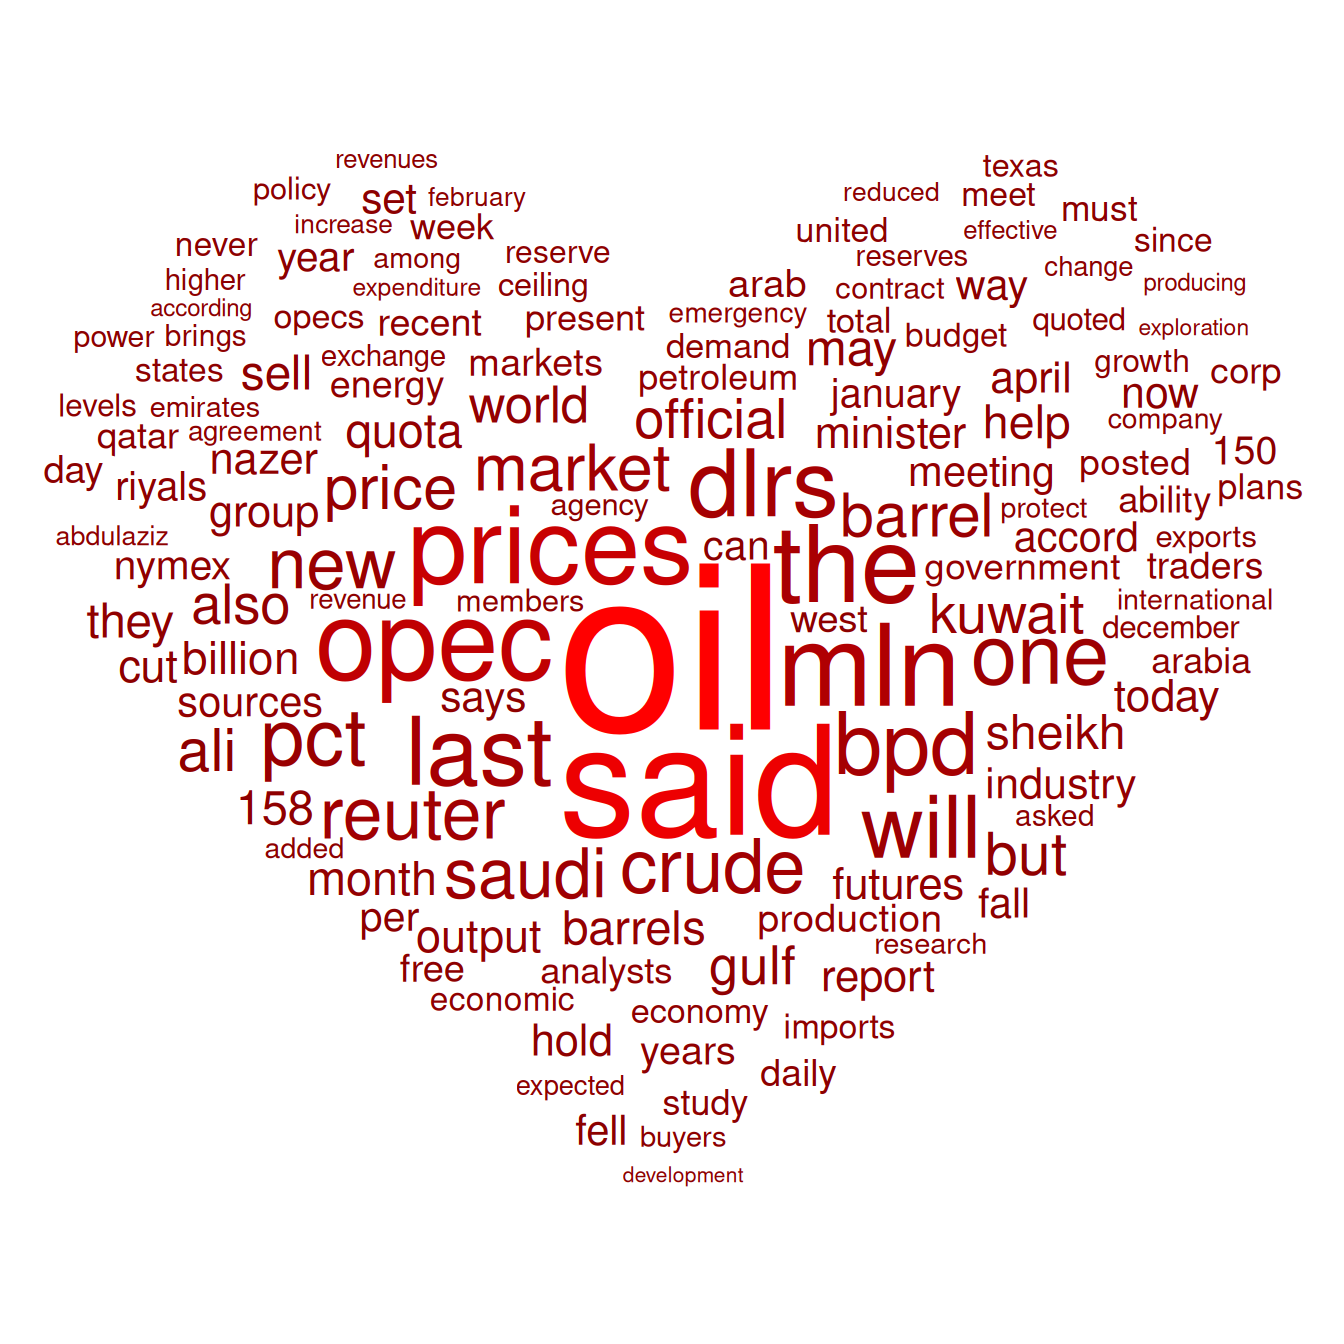 revenues
texas
policy
set
february
reduced
meet
must
increase
week
united
effective
since
never
year
among
reserve
reserves
change
higher
expenditure
ceiling
arab
contract
way
producing
according
opecs
recent
present
emergency
total
budget
quoted
exploration
power
brings
exchange
markets
demand
may
growth
states
sell
energy
petroleum
january
april
now
corp
levels
emirates
world
official
minister
help
company
qatar
agreement
quota
day
riyals
nazer
market
dlrs
meeting
posted
150
group
price
agency
barrel
protect
ability
plans
abdulaziz
nymex
new
prices
can
the
accord
exports
government
traders
they
also
revenue
members
oil
west
kuwait
international
december
cut
billion
opec
mln
one
arabia
sources
says
today
ali
pct
last
said
bpd
sheikh
158
reuter
will
industry
asked
added
month
saudi
crude
futures
but
fall
per
output
barrels
production
research
free
analysts
gulf
report
economic
economy
imports
hold
years
daily
expected
study
fell
buyers
development